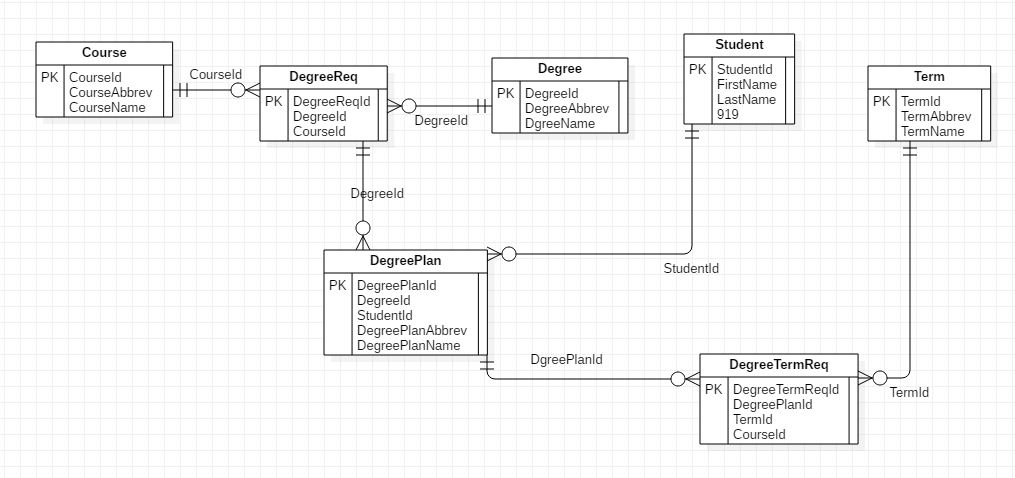 Course
PK
CourseId
CourseAbbrev
CourseName
CourseId
DegreeReq
PK
DegreeReqId
DegreeId
CourseId
DegreeId
Degree
PK
DegreeId
DegreeAbbrev
DgreeName
Student
PK
StudentId
FirstName
LastName
919
Term
PK
TermId
TermAbbrev
TermName
DegreeId
StudentId
DegreePlan
PK
DegreePlanId
DegreeId
StudentId
DegreePlanAbbrev
DegreePlanName
DgreePlanId
DegreeTermReq
PK
DegreeTermReqId
DegreePlanId
TermId
CourseId
TermId